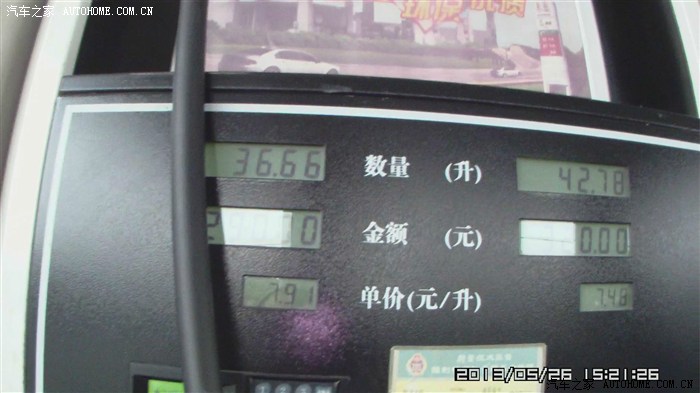 汽车之家 AUTOHOME.COM.CN
36.66 数量 (升) 42.78
金额 (元) 0.00
7.91 单价(元/升) 7.48
2013/05/26 15:21:26
汽车之家 AUTOHOME.COM.CN